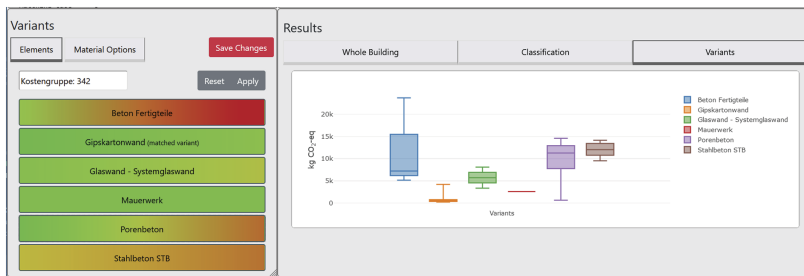 Variants
Elements
Material Options
Save Changes
Kostengruppe: 342
Reset
Apply
Beton Fertigteile
Gipskartonwand (matched variant)
Glaswand - Systemglaswand
Mauerwerk
Porenbeton
Stahlbeton STB
Results
Whole Building
Classification
Variants
kg CO2-eq
20k
15k
10k
5k
0
Variants
Beton Fertigteile
Gipskartonwand
Glaswand - Systemglaswand
Mauerwerk
Porenbeton
Stahlbeton STB